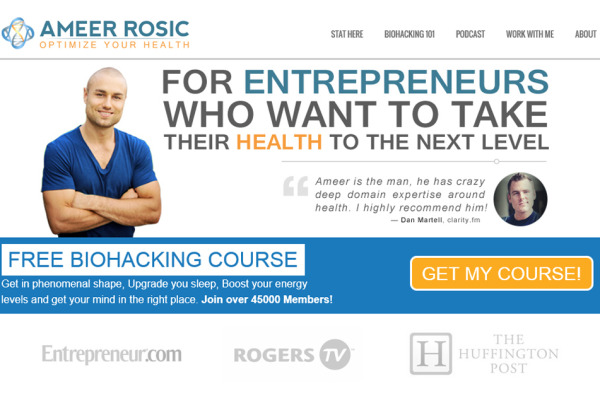 AMEER ROSIC
OPTIMIZE YOUR HEALTH
STAT HERE BIOHACKING 101 PODCAST WORK WITH ME ABOUT
FOR ENTREPRENEURS
WHO WANT TO TAKE
THEIR HEALTH TO THE NEXT LEVEL
“ Ameer is the man, he has crazy
deep domain expertise around
health. I highly recommend him!
— Dan Martell, clarity.fm
FREE BIOHACKING COURSE
Get in phenomenal shape, Upgrade you sleep, Boost your energy
levels and get your mind in the right place. Join over 45000 Members!
GET MY COURSE!
Entrepreneur.com
ROGERS TV
H THE
HUFFINGTON
POST